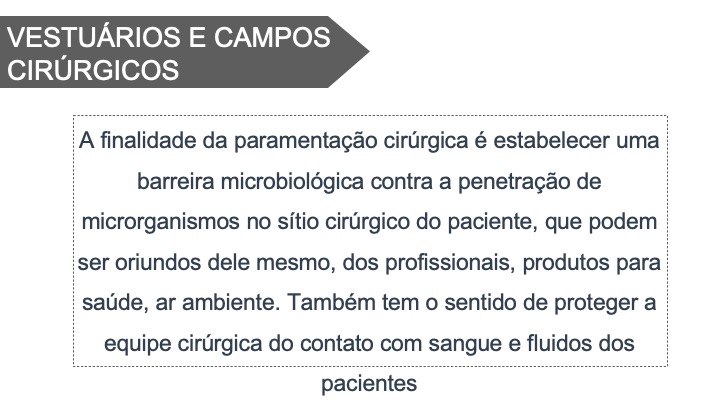 VESTUÁRIOS E CAMPOS
CIRÚRGICOS
A finalidade da paramentação cirúrgica é estabelecer uma
barreira microbiológica contra a penetração de
microrganismos no sítio cirúrgico do paciente, que podem
ser oriundos dele mesmo, dos profissionais, produtos para
saúde, ar ambiente. Também tem o sentido de proteger a
equipe cirúrgica do contato com sangue e fluidos dos
pacientes